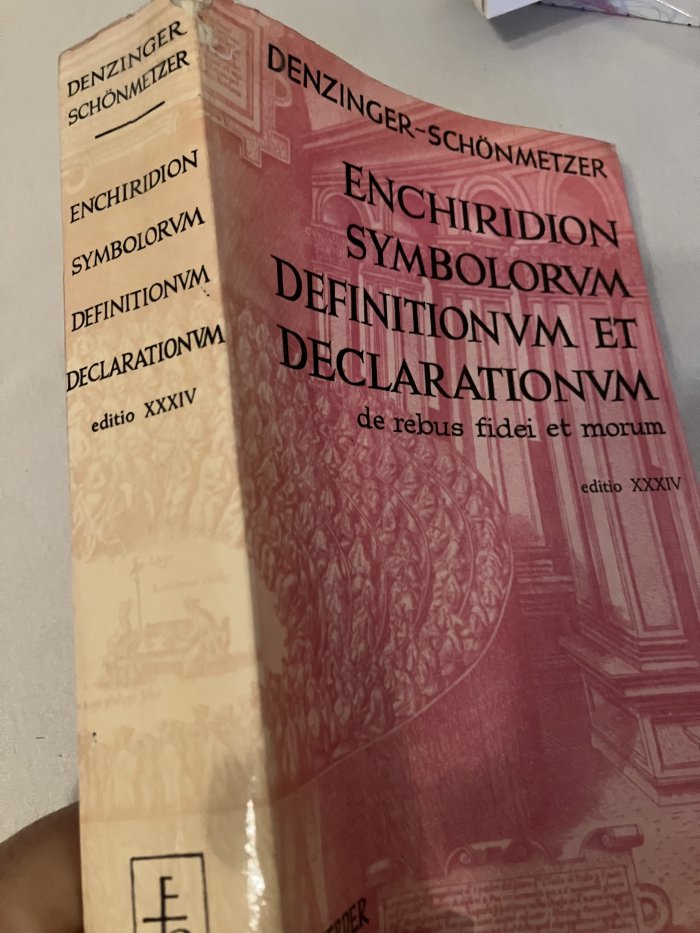 DENZINGER
SCHÖNMETZER
ENCHIRIDION
SYMBOLORVM
DEFINITIONVM
DECLARATIONVM
editio XXXIV
DENZINGER-SCHÖNMETZER
ENCHIRIDION
SYMBOLORVM
DEFINITIONVM ET
DECLARATIONVM
de rebus fidei et morum
editio XXXIV